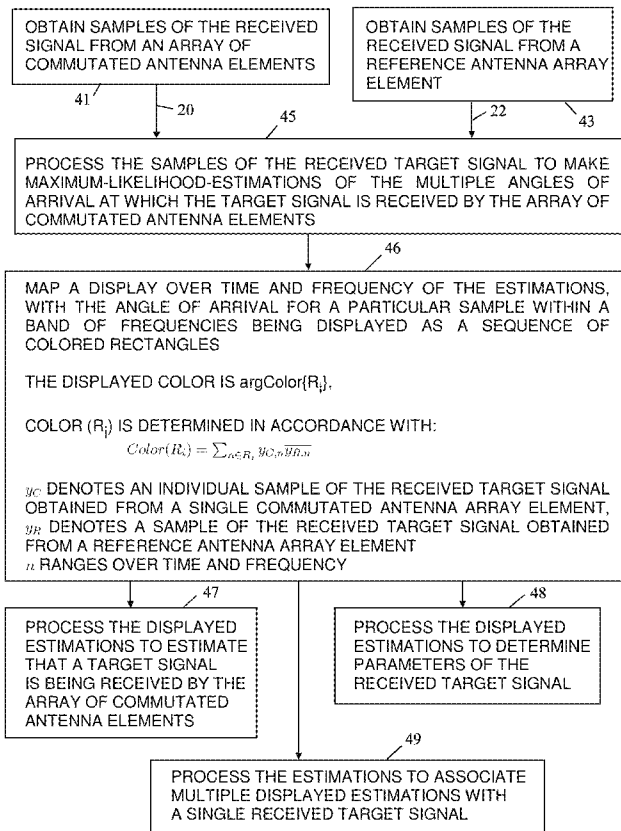 OBTAIN SAMPLES OF THE RECEIVED
SIGNAL FROM AN ARRAY OF
COMMUTATED ANTENNA ELEMENTS
OBTAIN SAMPLES OF THE
RECEIVED SIGNAL FROM A
REFERENCE ANTENNA ARRAY
ELEMENT
41
20
45
22
43
PROCESS THE SAMPLES OF THE RECEIVED TARGET SIGNAL TO MAKE
MAXIMUM-LIKELIHOOD-ESTIMATIONS OF THE MULTIPLE ANGLES OF
ARRIVAL AT WHICH THE TARGET SIGNAL IS RECEIVED BY THE ARRAY OF
COMMUTATED ANTENNA ELEMENTS
46
MAP A DISPLAY OVER TIME AND FREQUENCY OF THE ESTIMATIONS,
WITH THE ANGLE OF ARRIVAL FOR A PARTICULAR SAMPLE WITHIN A
BAND OF FREQUENCIES BEING DISPLAYED AS A SEQUENCE OF
COLORED RECTANGLES
THE DISPLAYED COLOR IS argColor{R_j},
COLOR (R_j) IS DETERMINED IN ACCORDANCE WITH:
Color(R_i) = ∑_{n∈R_i} y_{C,n} \overline{y_{R,n}}
y_C DENOTES AN INDIVIDUAL SAMPLE OF THE RECEIVED TARGET SIGNAL
OBTAINED FROM A SINGLE COMMUTATED ANTENNA ARRAY ELEMENT,
y_R DENOTES A SAMPLE OF THE RECEIVED TARGET SIGNAL OBTAINED
FROM A REFERENCE ANTENNA ARRAY ELEMENT
n RANGES OVER TIME AND FREQUENCY
47
48
PROCESS THE DISPLAYED
ESTIMATIONS TO ESTIMATE
THAT A TARGET SIGNAL
IS BEING RECEIVED BY THE
ARRAY OF COMMUTATED
ANTENNA ELEMENTS
PROCESS THE DISPLAYED
ESTIMATIONS TO DETERMINE
PARAMETERS OF THE
RECEIVED TARGET SIGNAL
49
PROCESS THE ESTIMATIONS TO ASSOCIATE
MULTIPLE DISPLAYED ESTIMATIONS WITH
A SINGLE RECEIVED TARGET SIGNAL